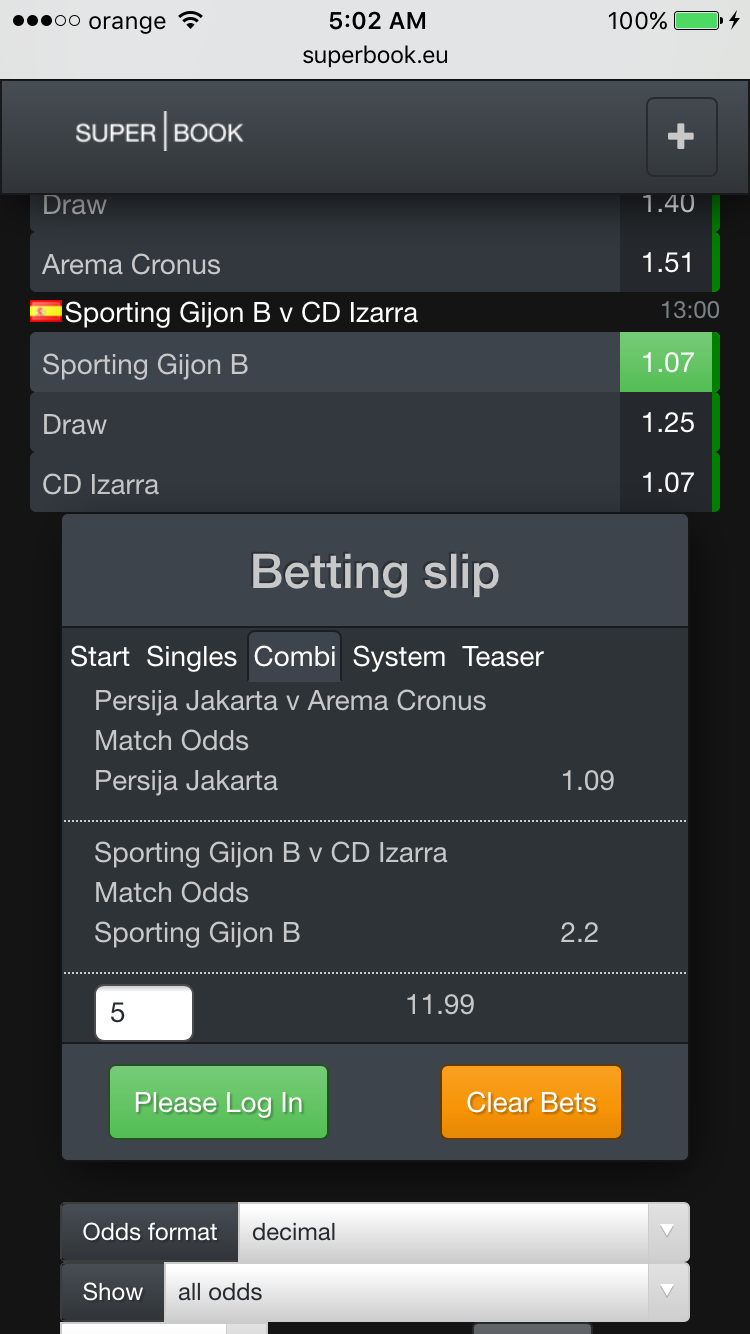 orange 5:02 AM 100%
superbook.eu
SUPER BOOK
Draw 1.40
Arema Cronus 1.51
Sporting Gijon B v CD Izarra 13:00
Sporting Gijon B 1.07
Draw 1.25
CD Izarra 1.07
Betting slip
Start Singles Combi System Teaser
Persija Jakarta v Arema Cronus
Match Odds
Persija Jakarta 1.09
Sporting Gijon B v CD Izarra
Match Odds
Sporting Gijon B 2.2
5 11.99
Please Log In Clear Bets
Odds format decimal
Show all odds